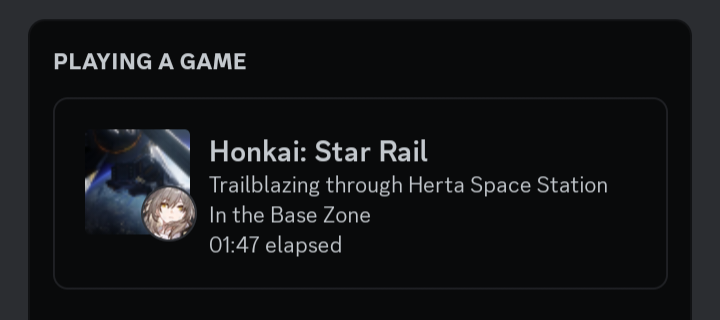 PLAYING A GAME
Honkai: Star Rail
Trailblazing through Herta Space Station
In the Base Zone
01:47 elapsed